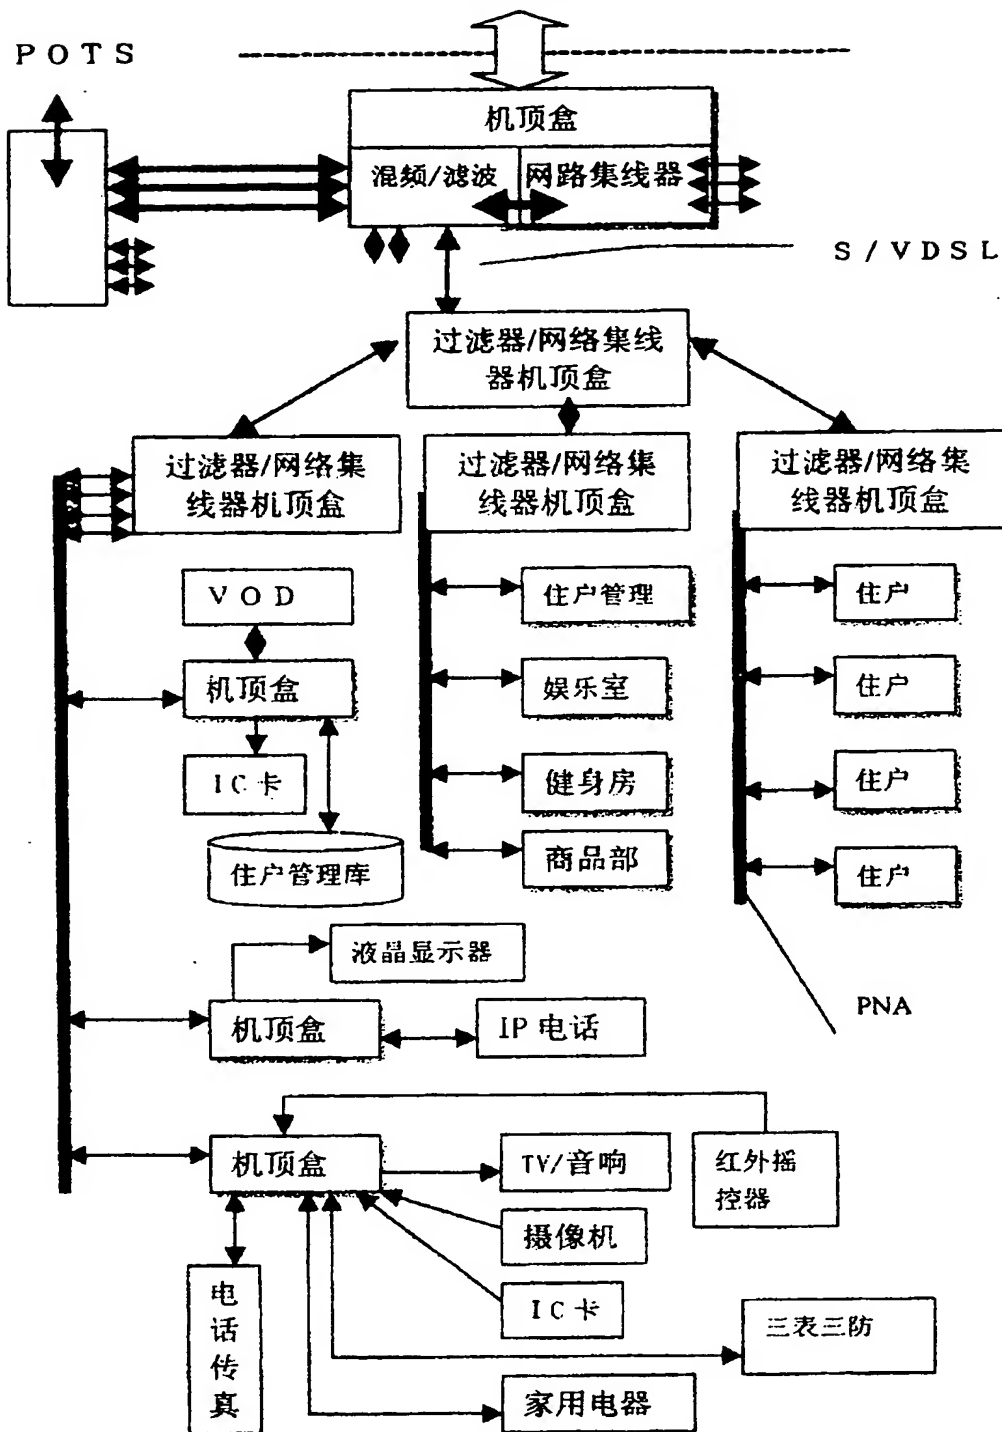 POTS
机顶盒
混频/滤波
网路集线器
S/VDSL
过滤器/网络集线
器机顶盒
过滤器/网络集
线器机顶盒
过滤器/网络集
线器机顶盒
过滤器/网络集
线器机顶盒
VOD
机顶盒
IC卡
住户管理库
住户管理
娱乐室
健身房
商品部
住户
住户
住户
住户
PNA
液晶显示器
机顶盒
IP 电话
机顶盒
TV/音响
红外摇
控器
摄像机
IC卡
三表三防
家用电器
电
话
传
真